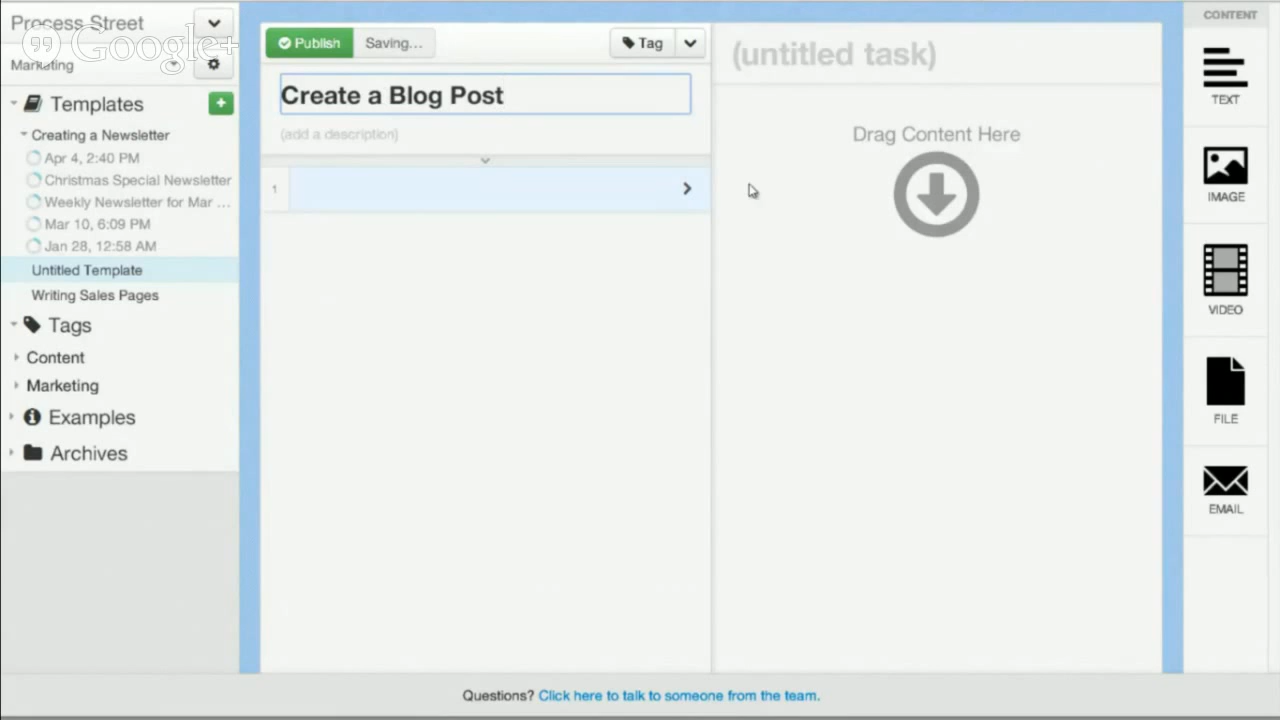 Process Street
Google+
Marketing
Templates
Creating a Newsletter
Apr 4, 2:40 PM
Christmas Special Newsletter
Weekly Newsletter for Mar ...
Mar 10, 6:09 PM
Jan 28, 12:58 AM
Untitled Template
Writing Sales Pages
Tags
Content
Marketing
Examples
Archives
Publish
Saving...
Tag
Create a Blog Post
(add a description)
1
(untitled task)
Drag Content Here
CONTENT
TEXT
IMAGE
VIDEO
FILE
EMAIL
Questions? Click here to talk to someone from the team.